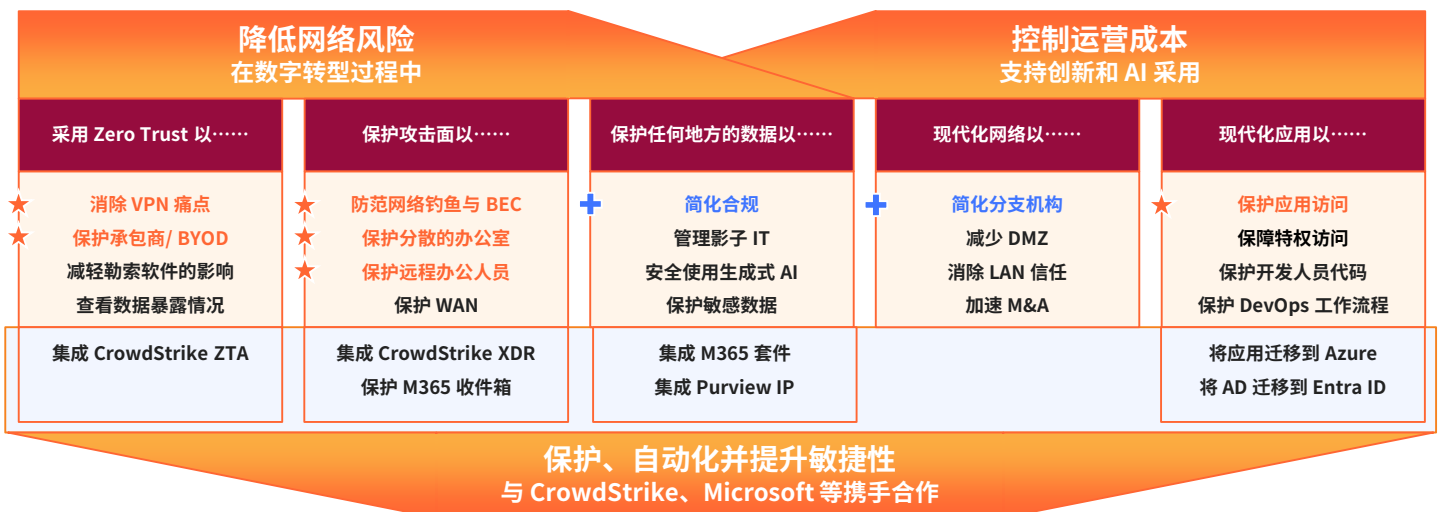 降低网络风险
在数字转型过程中
控制运营成本
支持创新和 AI 采用
采用 Zero Trust 以……
消除 VPN 痛点
保护承包商/ BYOD
减轻勒索软件的影响
查看数据暴露情况
集成 CrowdStrike ZTA
保护攻击面以……
防范网络钓鱼与 BEC
保护分散的办公室
保护远程办公人员
保护 WAN
集成 CrowdStrike XDR
保护 M365 收件箱
保护任何地方的数据以……
简化合规
管理影子 IT
安全使用生成式 AI
保护敏感数据
集成 M365 套件
集成 Purview IP
现代化网络以……
简化分支机构
减少 DMZ
消除 LAN 信任
加速 M&A
现代化应用以……
保护应用访问
保障特权访问
保护开发人员代码
保护 DevOps 工作流程
将应用迁移到 Azure
将 AD 迁移到 Entra ID
保护、自动化并提升敏捷性
与 CrowdStrike、Microsoft 等携手合作